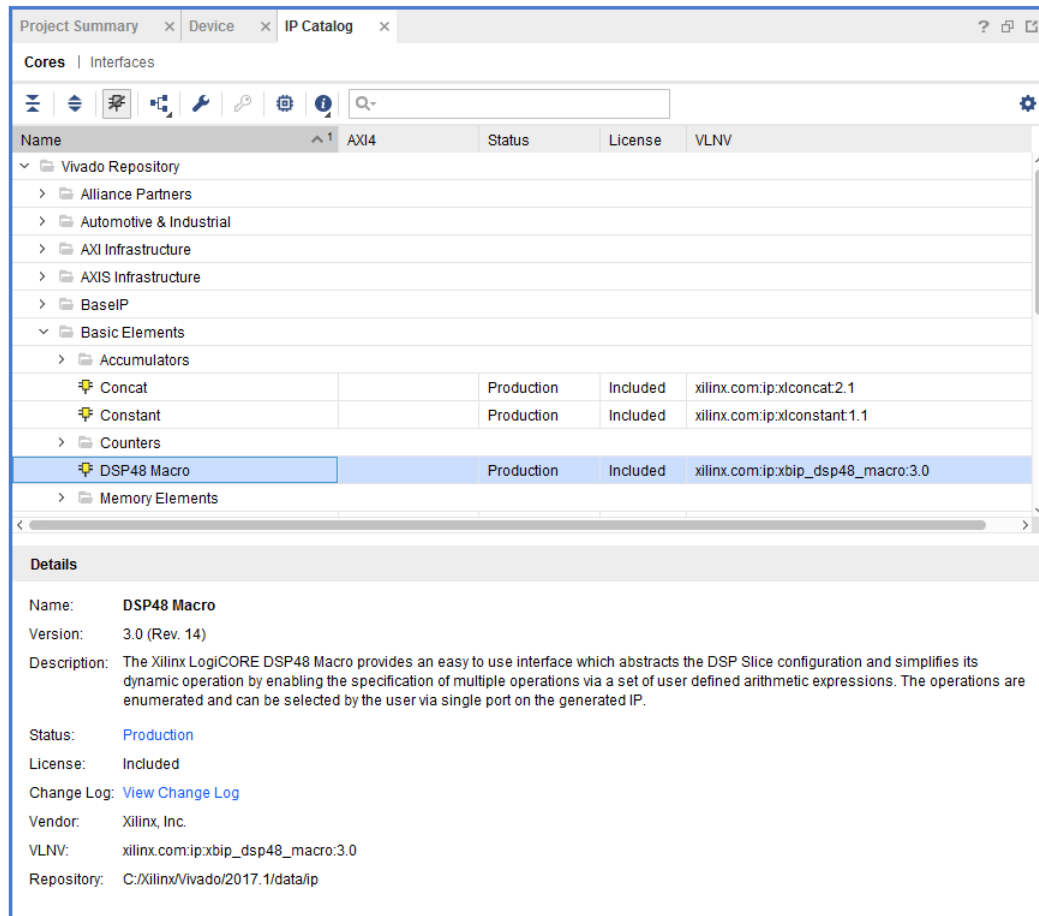 Project Summary × Device × IP Catalog × ?
Cores | Interfaces
Q
Name 1 AXI4 Status License VLNV
Vivado Repository
Alliance Partners
Automotive & Industrial
AXI Infrastructure
AXIS Infrastructure
BaseIP
Basic Elements
Accumulators
Concat Production Included xilinx.com:ip:xlconcat:2.1
Constant Production Included xilinx.com:ip:xlconstant:1.1
Counters
DSP48 Macro Production Included xilinx.com:ip:xbip_dsp48_macro:3.0
Memory Elements
Details
Name: DSP48 Macro
Version: 3.0 (Rev. 14)
Description: The Xilinx LogiCORE DSP48 Macro provides an easy to use interface which abstracts the DSP Slice configuration and simplifies its
dynamic operation by enabling the specification of multiple operations via a set of user defined arithmetic expressions. The operations are
enumerated and can be selected by the user via single port on the generated IP.
Status: Production
License: Included
Change Log: View Change Log
Vendor: Xilinx, Inc.
VLNV: xilinx.com:ip:xbip_dsp48_macro:3.0
Repository: C:/Xilinx/Vivado/2017.1/data/ip